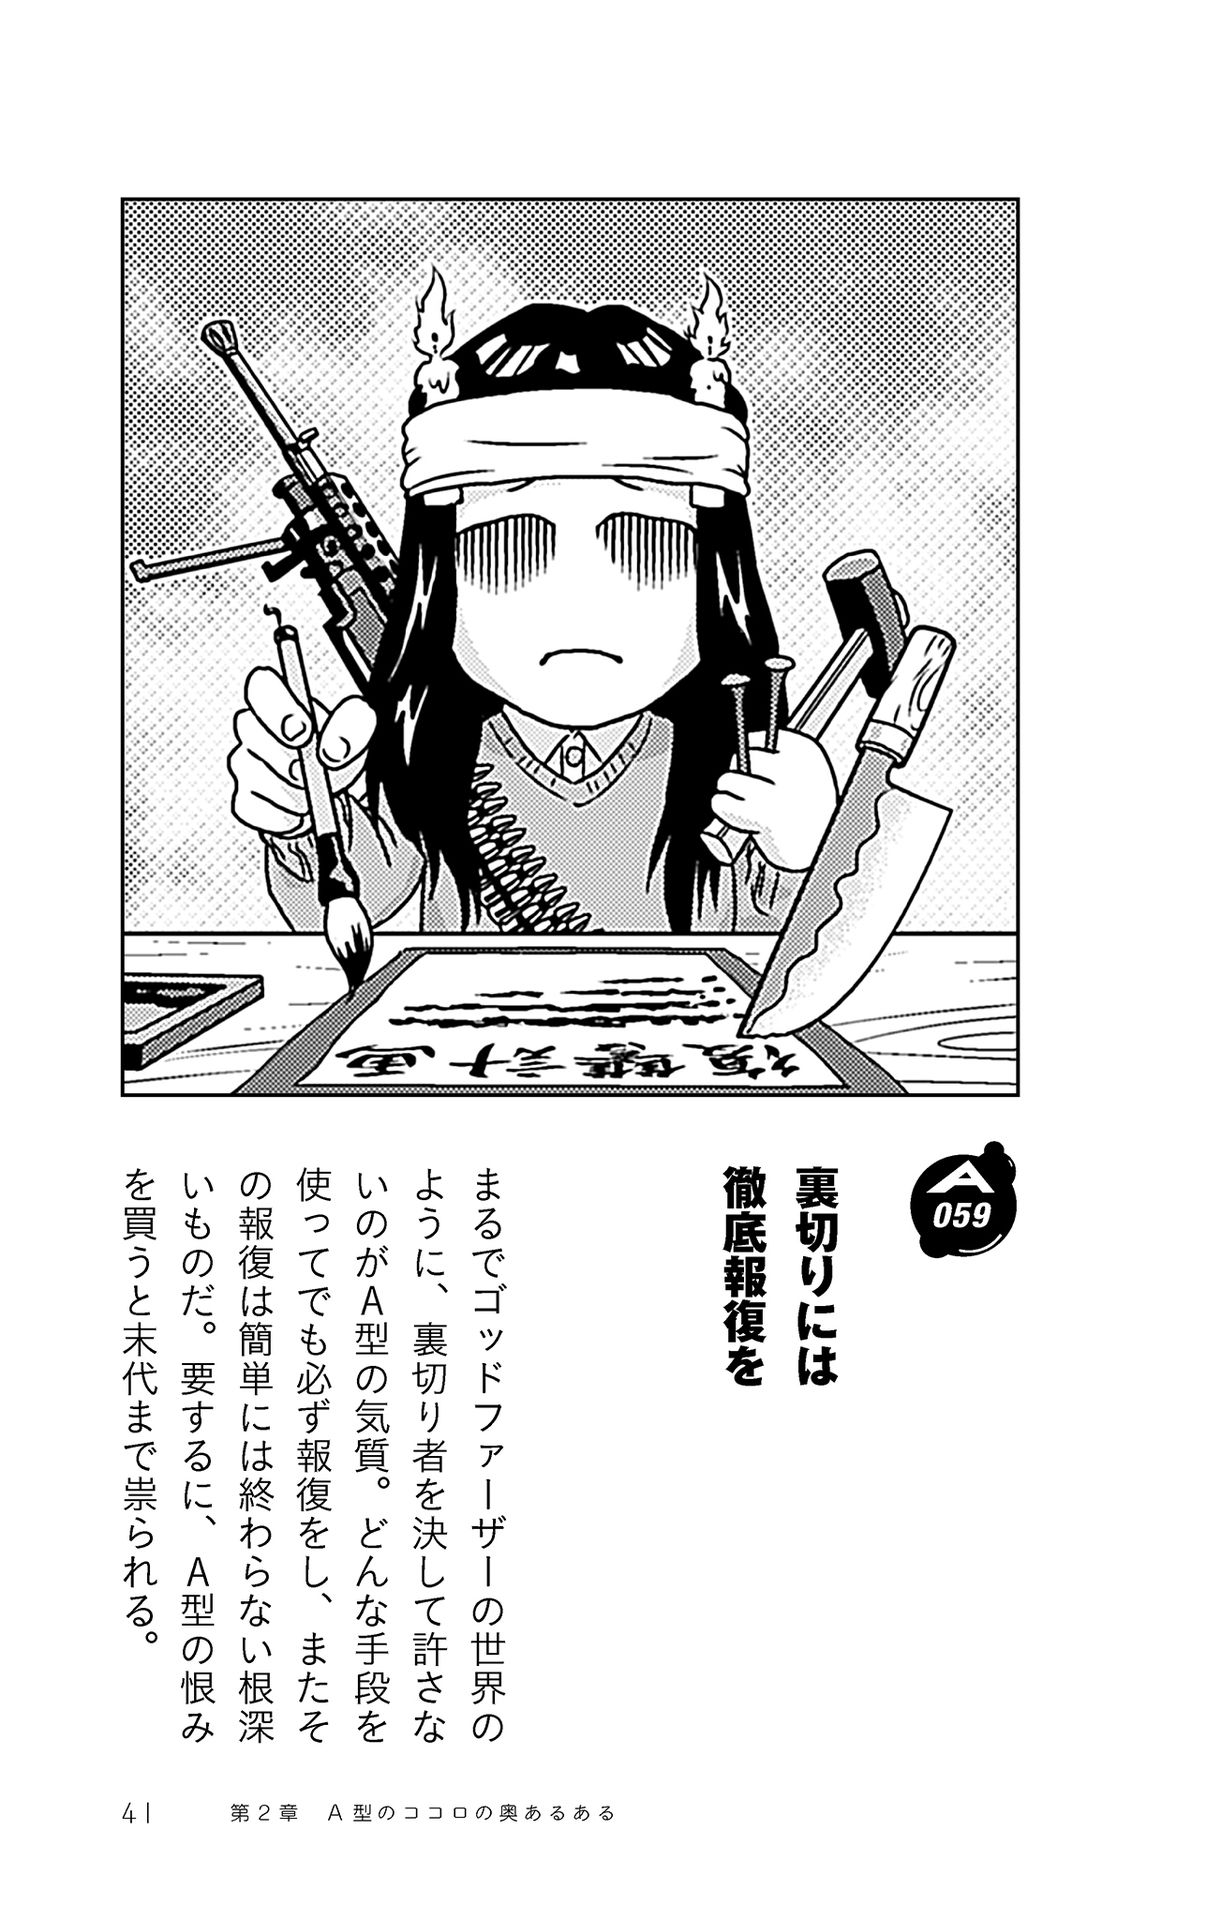 A
059
裏切りには
徹底報復を
まるでゴッドファーザーの世界の
ように、裏切り者を決して許さな
いのがA型の気質。どんな手段を
使ってでも必ず報復をし、またそ
の報復は簡単には終わらない根深
いものだ。要するに、A型の恨み
を買うと末代まで祟られる。
41
第2章 A型のココロの奥あるある